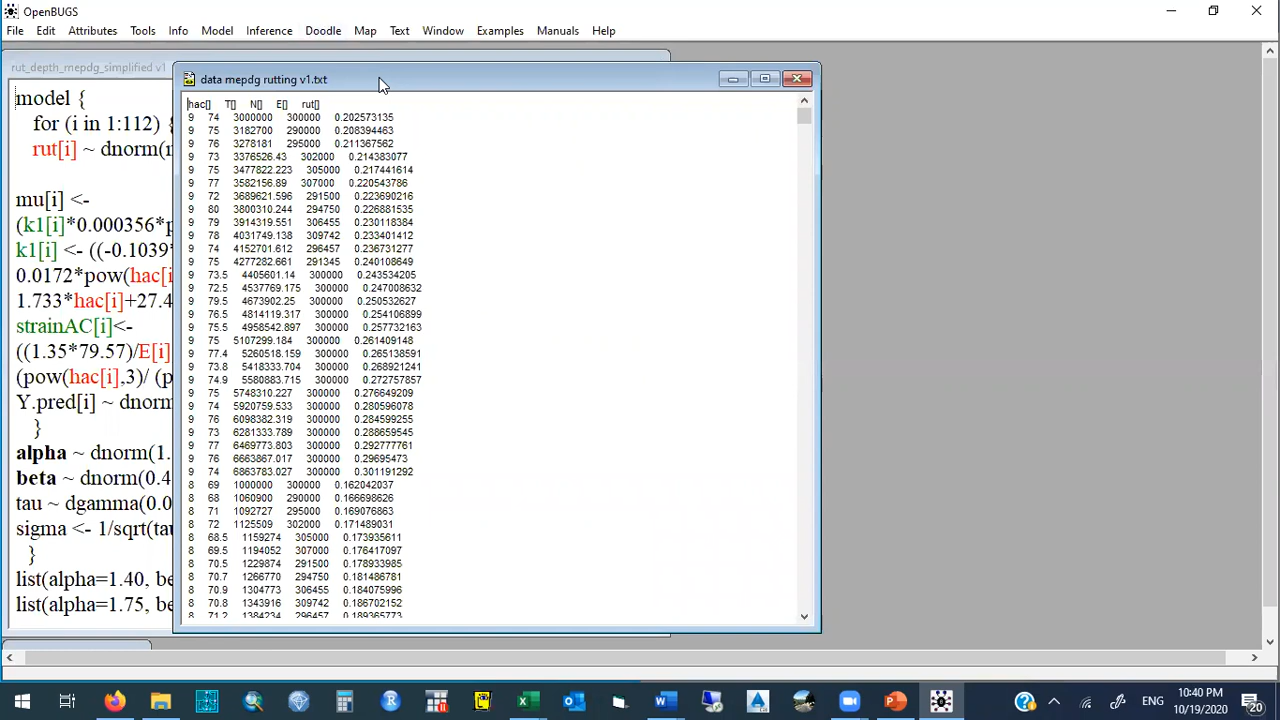 OpenBUGS
File Edit Attributes Tools Info Model Inference Doodle Map Text Window Examples Manuals Help
rut_depth_mepdg_simplified v1
model {
for (i in 1:112) {
rut[i] ~ dnorm(
mu[i] <-
(k1[i]*0.000356*p
k1[i] <- ((-0.1039*
0.0172*pow(hac[i
1.733*hac[i]+27.4
strainAC[i]<-
((1.35*79.57)/E[i]
(pow(hac[i],3)/ (p
Y.pred[i] ~ dnorm
}
alpha ~ dnorm(1.
beta ~ dnorm(0.4
tau ~ dgamma(0.0
sigma <- 1/sqrt(tau
}
list(alpha=1.40, be
list(alpha=1.75, be
data mepdg rutting v1.txt
hac[] T[] N[] E[] rut[]
9 74 3000000 300000 0.202573135
9 75 3182700 290000 0.208394463
9 76 3278181 295000 0.211367562
9 73 3376526.43 302000 0.214383077
9 75 3477822.223 305000 0.217441614
9 77 3582156.89 307000 0.220543786
9 72 3689621.596 291500 0.223690216
9 80 3800310.244 294750 0.226881535
9 79 3914319.551 306455 0.230118384
9 78 4031749.138 309742 0.233401412
9 74 4152701.612 296457 0.236731277
9 75 4277282.661 291345 0.240108649
9 73.5 4405601.14 300000 0.243534205
9 72.5 4537769.175 300000 0.247008632
9 79.5 4673902.25 300000 0.250532627
9 76.5 4814119.317 300000 0.254106899
9 75.5 4958542.897 300000 0.257732163
9 75 5107299.184 300000 0.261409148
9 77.4 5260518.159 300000 0.265138591
9 73.8 5418333.704 300000 0.268921241
9 74.9 5580883.715 300000 0.272757857
9 75 5748310.227 300000 0.276649209
9 74 5920759.533 300000 0.280596078
9 76 6098382.319 300000 0.284599255
9 73 6281333.789 300000 0.288659545
9 77 6469773.803 300000 0.292777761
9 76 6663867.017 300000 0.29695473
9 74 6863783.027 300000 0.301191292
8 69 1000000 300000 0.162042037
8 68 1060900 290000 0.166698626
8 71 1092727 295000 0.169076863
8 72 1125509 302000 0.171489031
8 68.5 1159274 305000 0.173935611
8 69.5 1194052 307000 0.176417097
8 70.5 1229874 291500 0.178933985
8 70.7 1266770 294750 0.181486781
8 70.9 1304773 306455 0.184075996
8 70.8 1343916 309742 0.186702152
8 71.2 1384234 296457 0.189365773
ENG
10:40 PM
10/19/2020
20